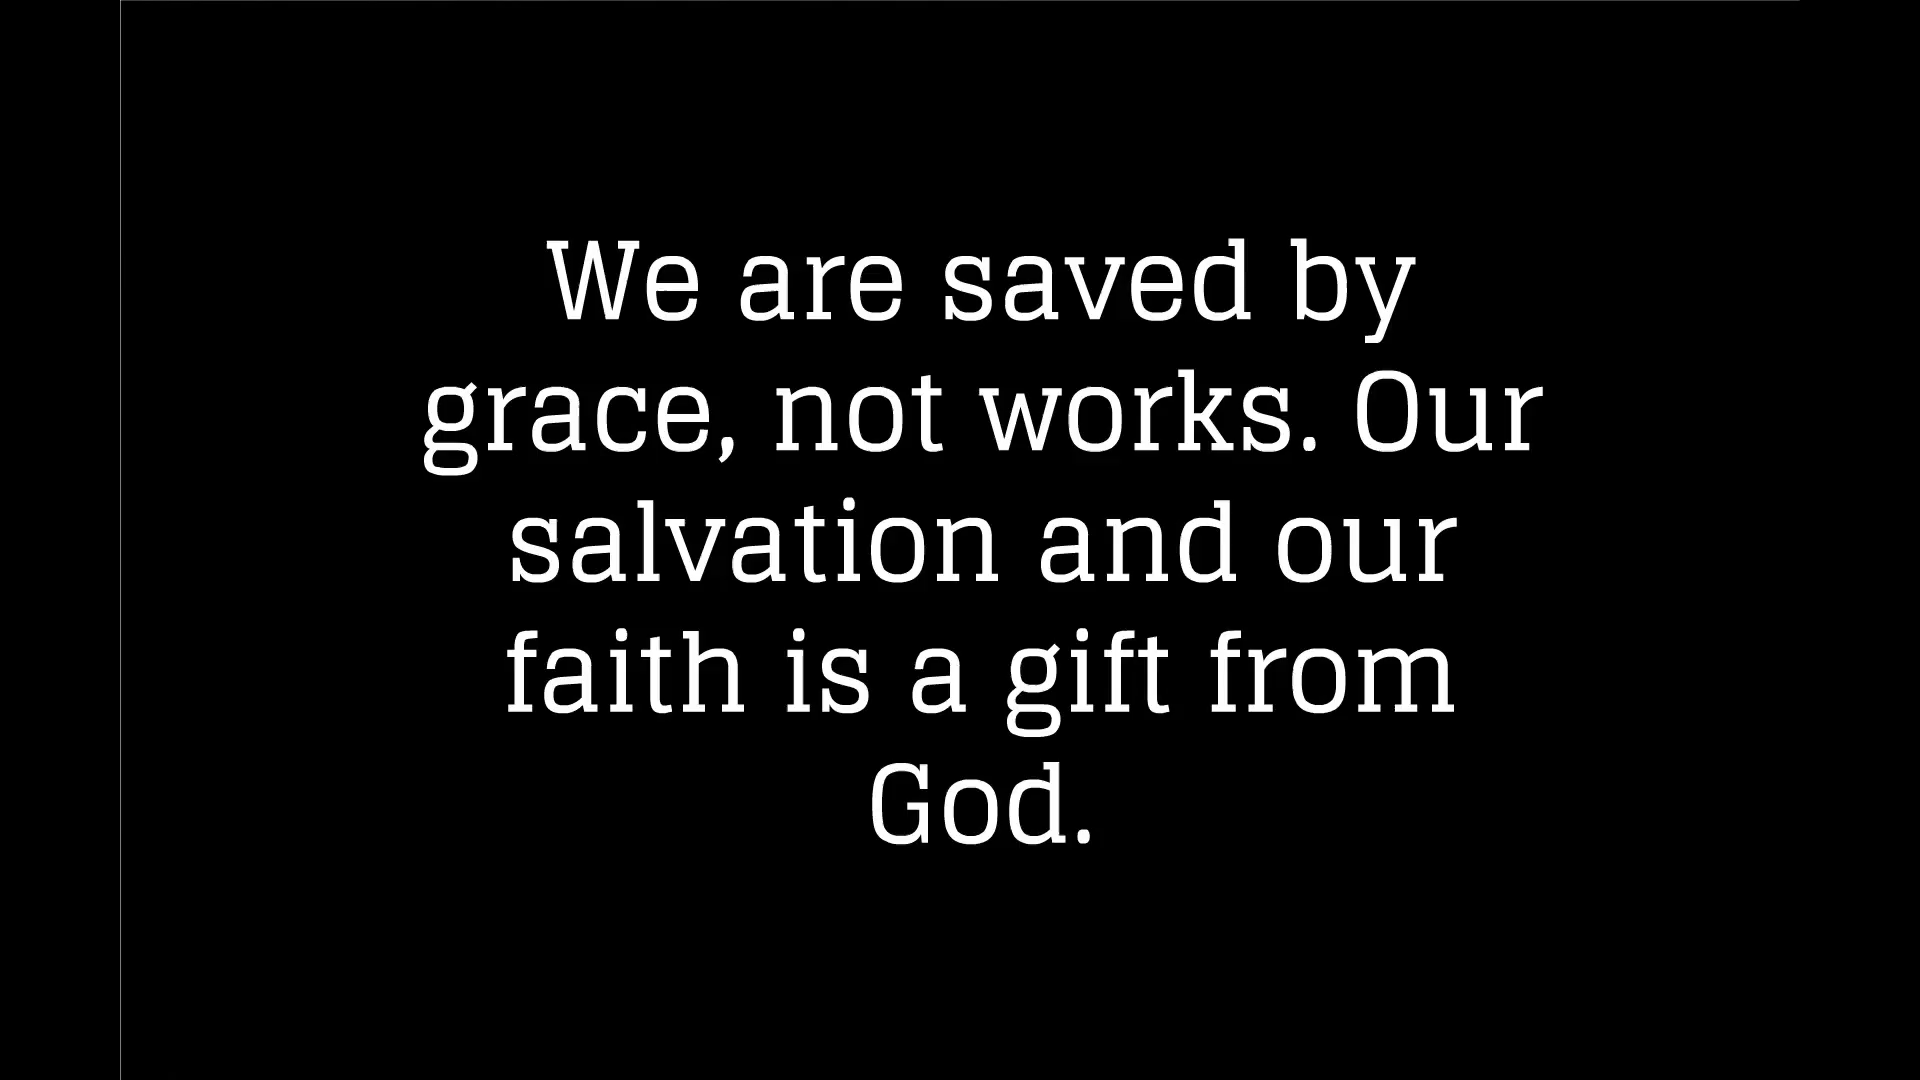 We are saved by
grace, not works. Our
salvation and our
faith is a gift from
God.